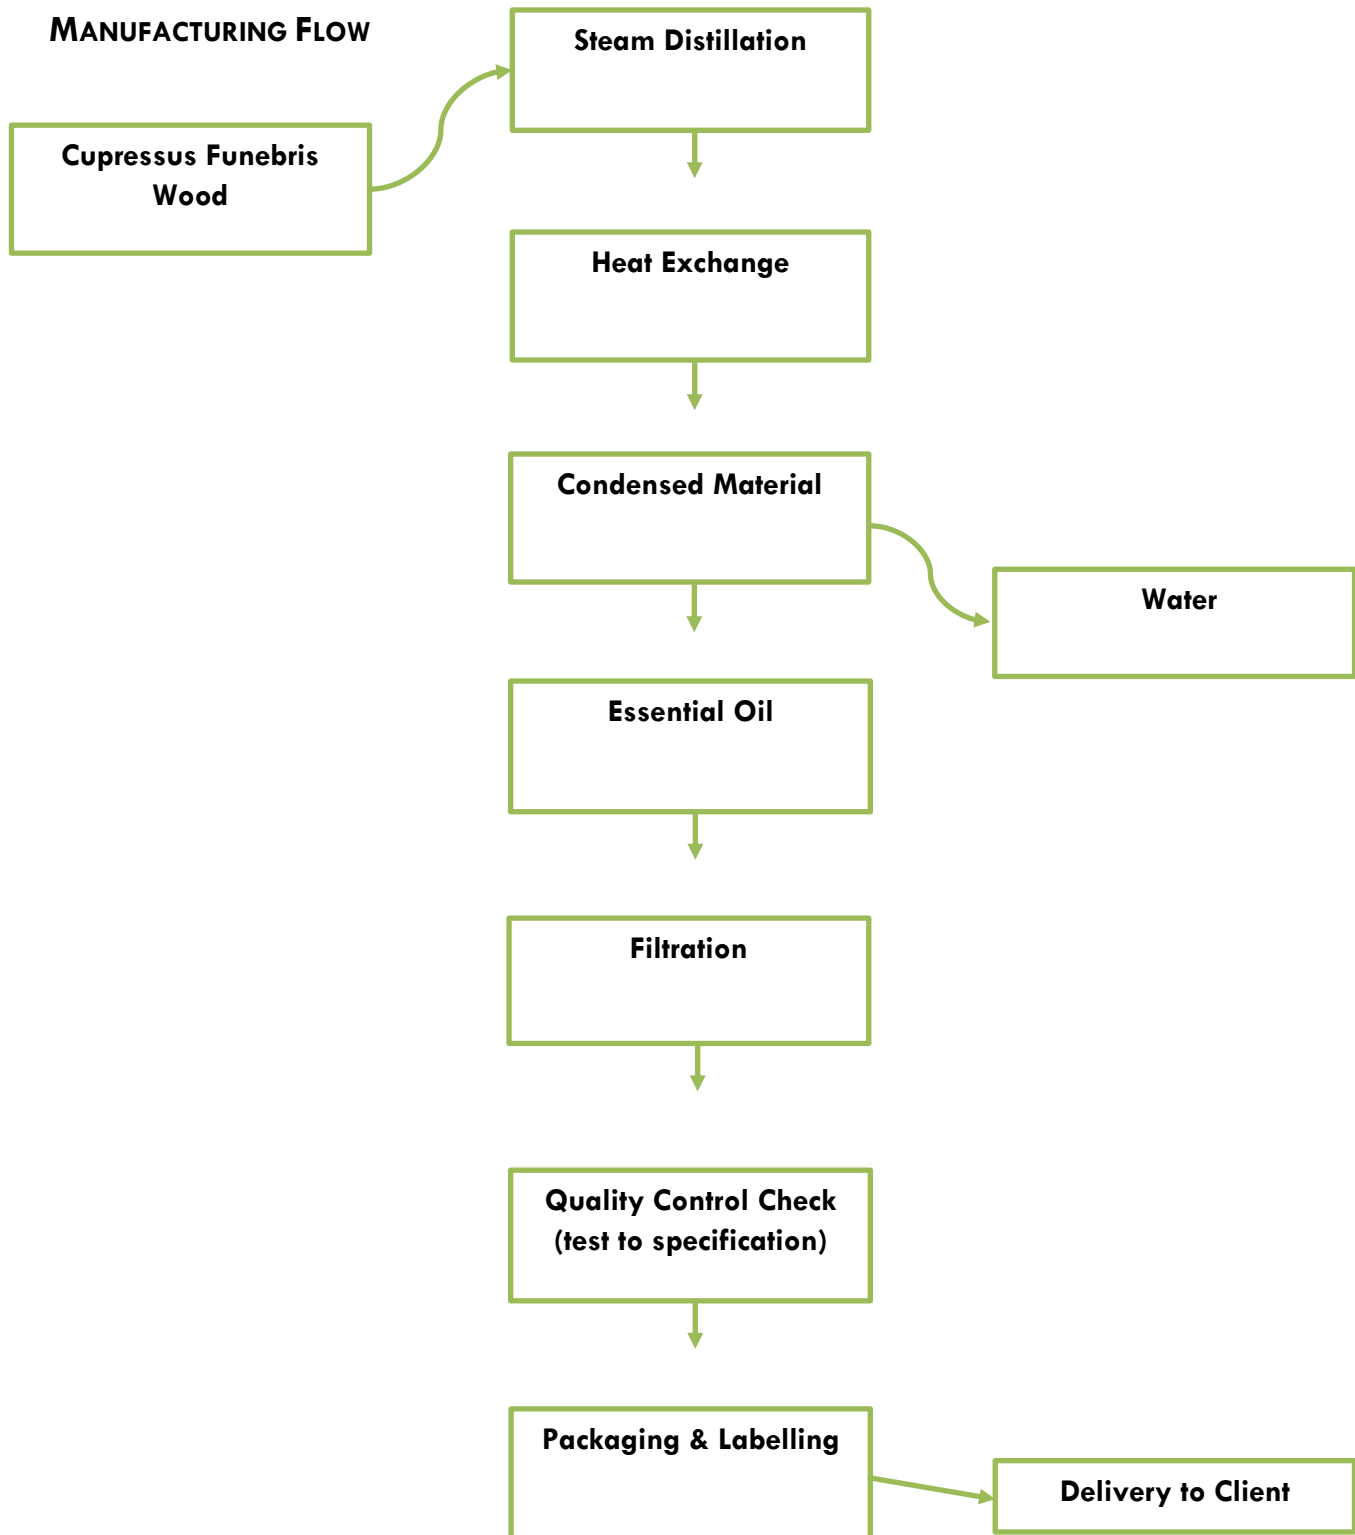 MANUFACTURING FLOW
Steam Distillation
Cupressus Funebris
Wood
Heat Exchange
Condensed Material
Water
Essential Oil
Filtration
Quality Control Check
(test to specification)
Packaging & Labelling
Delivery to Client